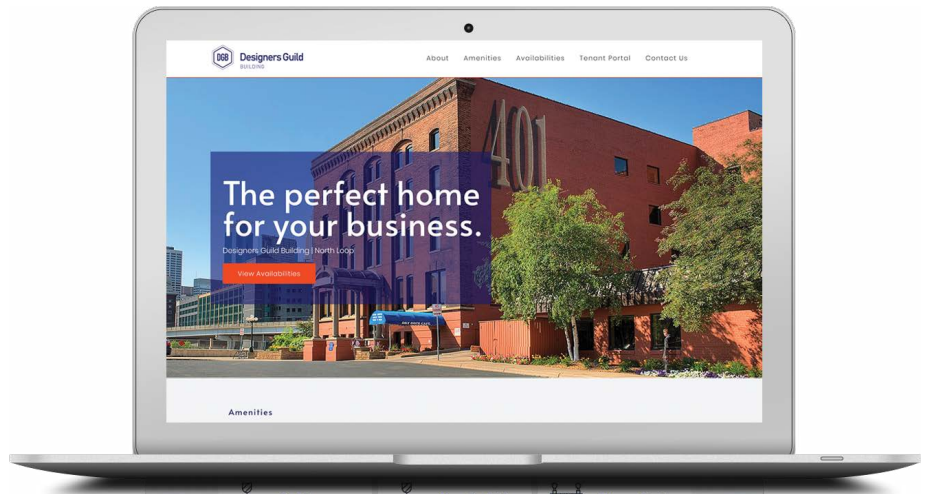 DGB
Designers Guild
BUILDING
About Amenities Availabilities Tenant Portal Contact Us
401
The perfect home
for your business.
Designers Guild Building | North Loop
View Availabilities
Amenities